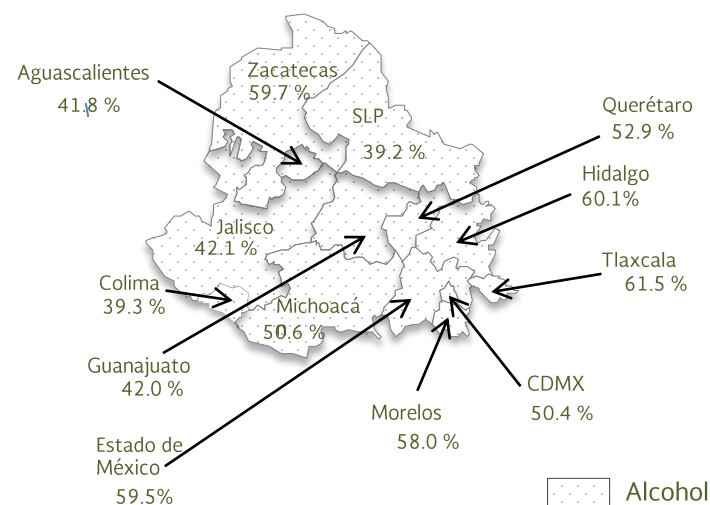 Aguascalientes
41.8 %
Zacatecas
59.7 %
SLP
39.2 %
Querétaro
52.9 %
Hidalgo
60.1%
Jalisco
42.1 %
Tlaxcala
61.5 %
Colima
39.3 %
Michoacá
50.6 %
Guanajuato
42.0 %
CDMX
50.4 %
Morelos
58.0 %
Estado de
México
59.5%
Alcohol